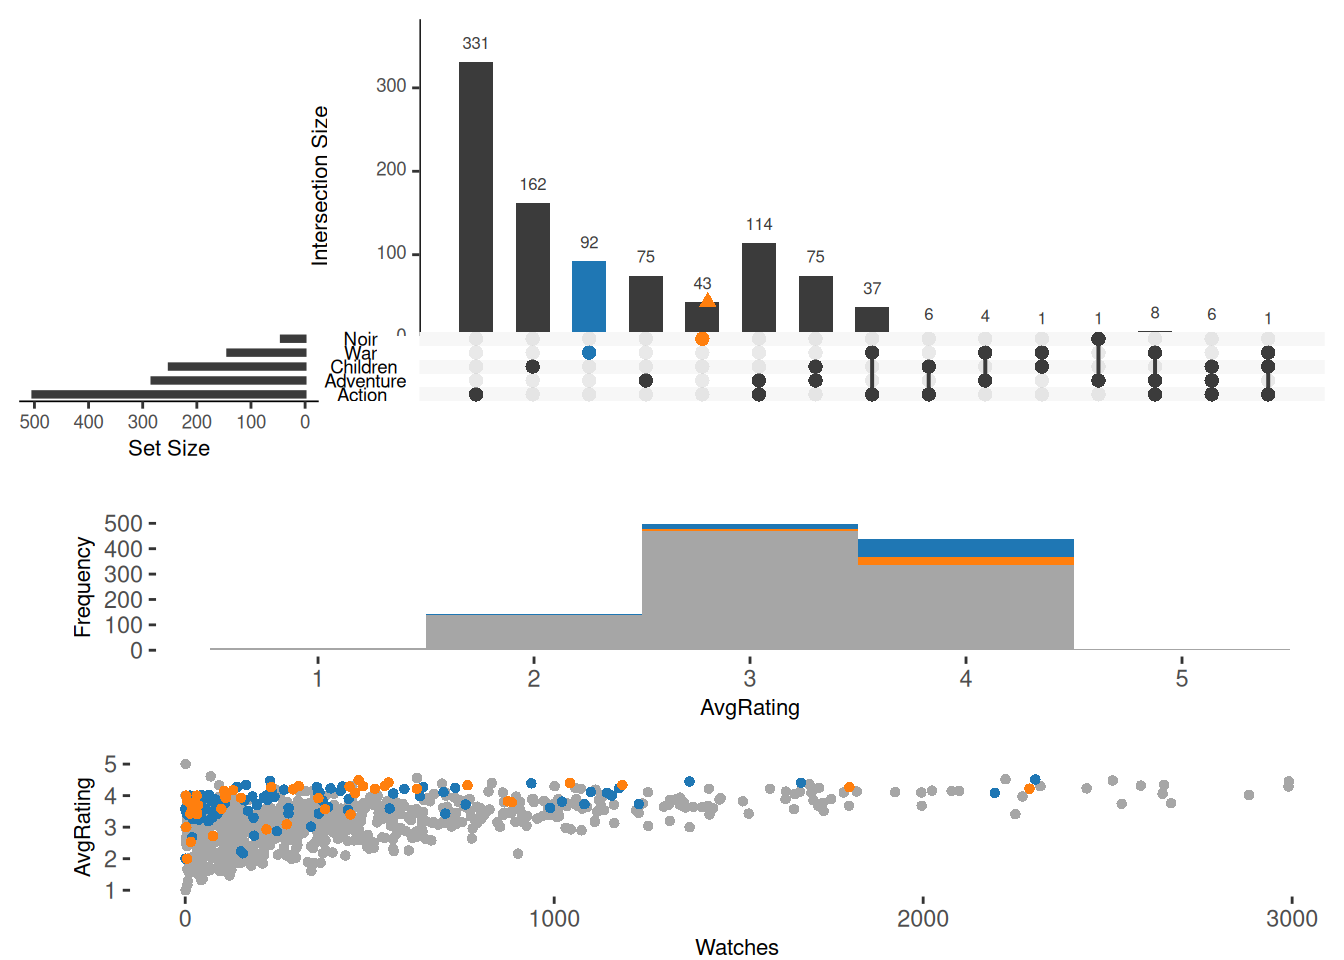 331
300
Intersection Size
200
162
114
100
92
75
75
43
37
6
4
1
1
8
6
1
0
Noir
War
Children
Adventure
Action
500 400 300 200 100 0
Set Size
500
400
300
200
100
0
Frequency
1 2 3 4 5
AvgRating
5
4
3
2
1
AvgRating
0 1000 2000 3000
Watches